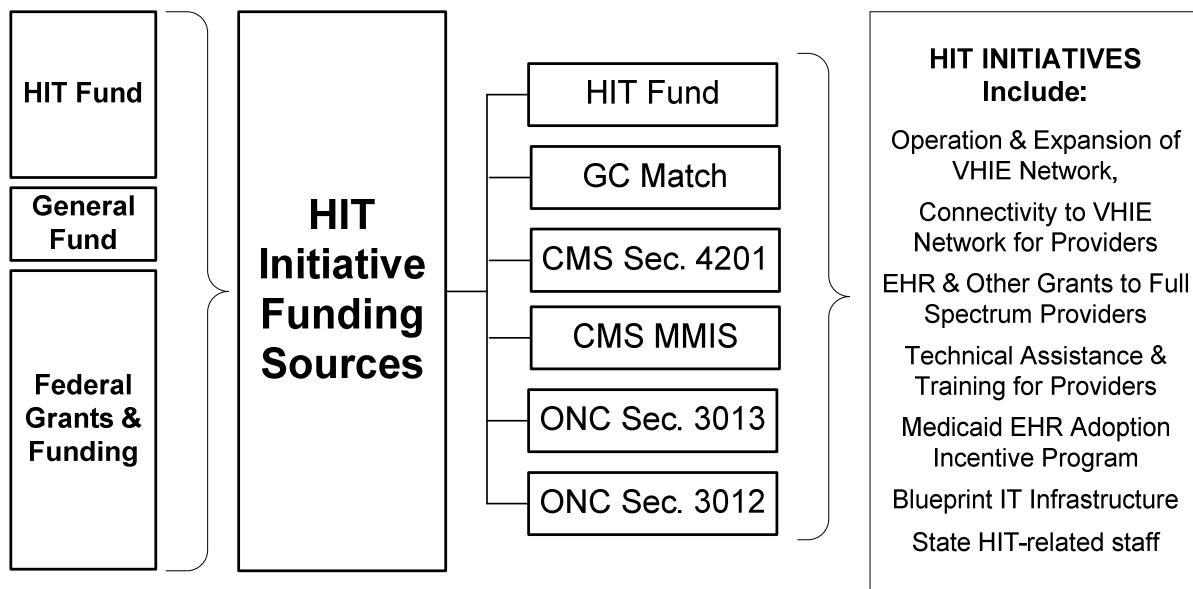 HIT Fund
General
Fund
Federal
Grants &
Funding
HIT
Initiative
Funding
Sources
HIT Fund
GC Match
CMS Sec. 4201
CMS MMIS
ONC Sec. 3013
ONC Sec. 3012
HIT INITIATIVES
Include:
Operation & Expansion of
VHIE Network,
Connectivity to VHIE
Network for Providers
EHR & Other Grants to Full
Spectrum Providers
Technical Assistance &
Training for Providers
Medicaid EHR Adoption
Incentive Program
Blueprint IT Infrastructure
State HIT-related staff